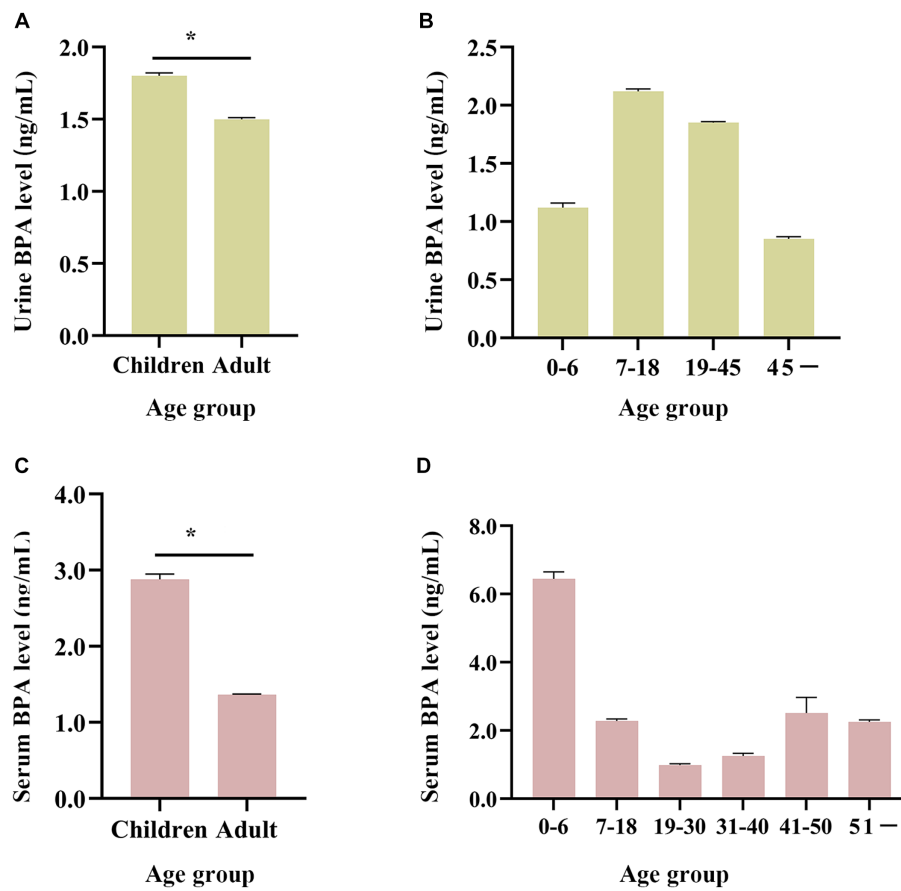 A
*
Urine BPA level (ng/mL)
2.0
1.5
1.0
0.5
0.0
Children Adult
Age group
B
Urine BPA level (ng/mL)
2.5
2.0
1.5
1.0
0.5
0.0
0-6 7-18 19-45 45 —
Age group
C
*
Serum BPA level (ng/mL)
4.0
3.0
2.0
1.0
0.0
Children Adult
Age group
D
Serum BPA level (ng/mL)
8.0
6.0
4.0
2.0
0.0
0-6 7-18 19-30 31-40 41-50 51 —
Age group